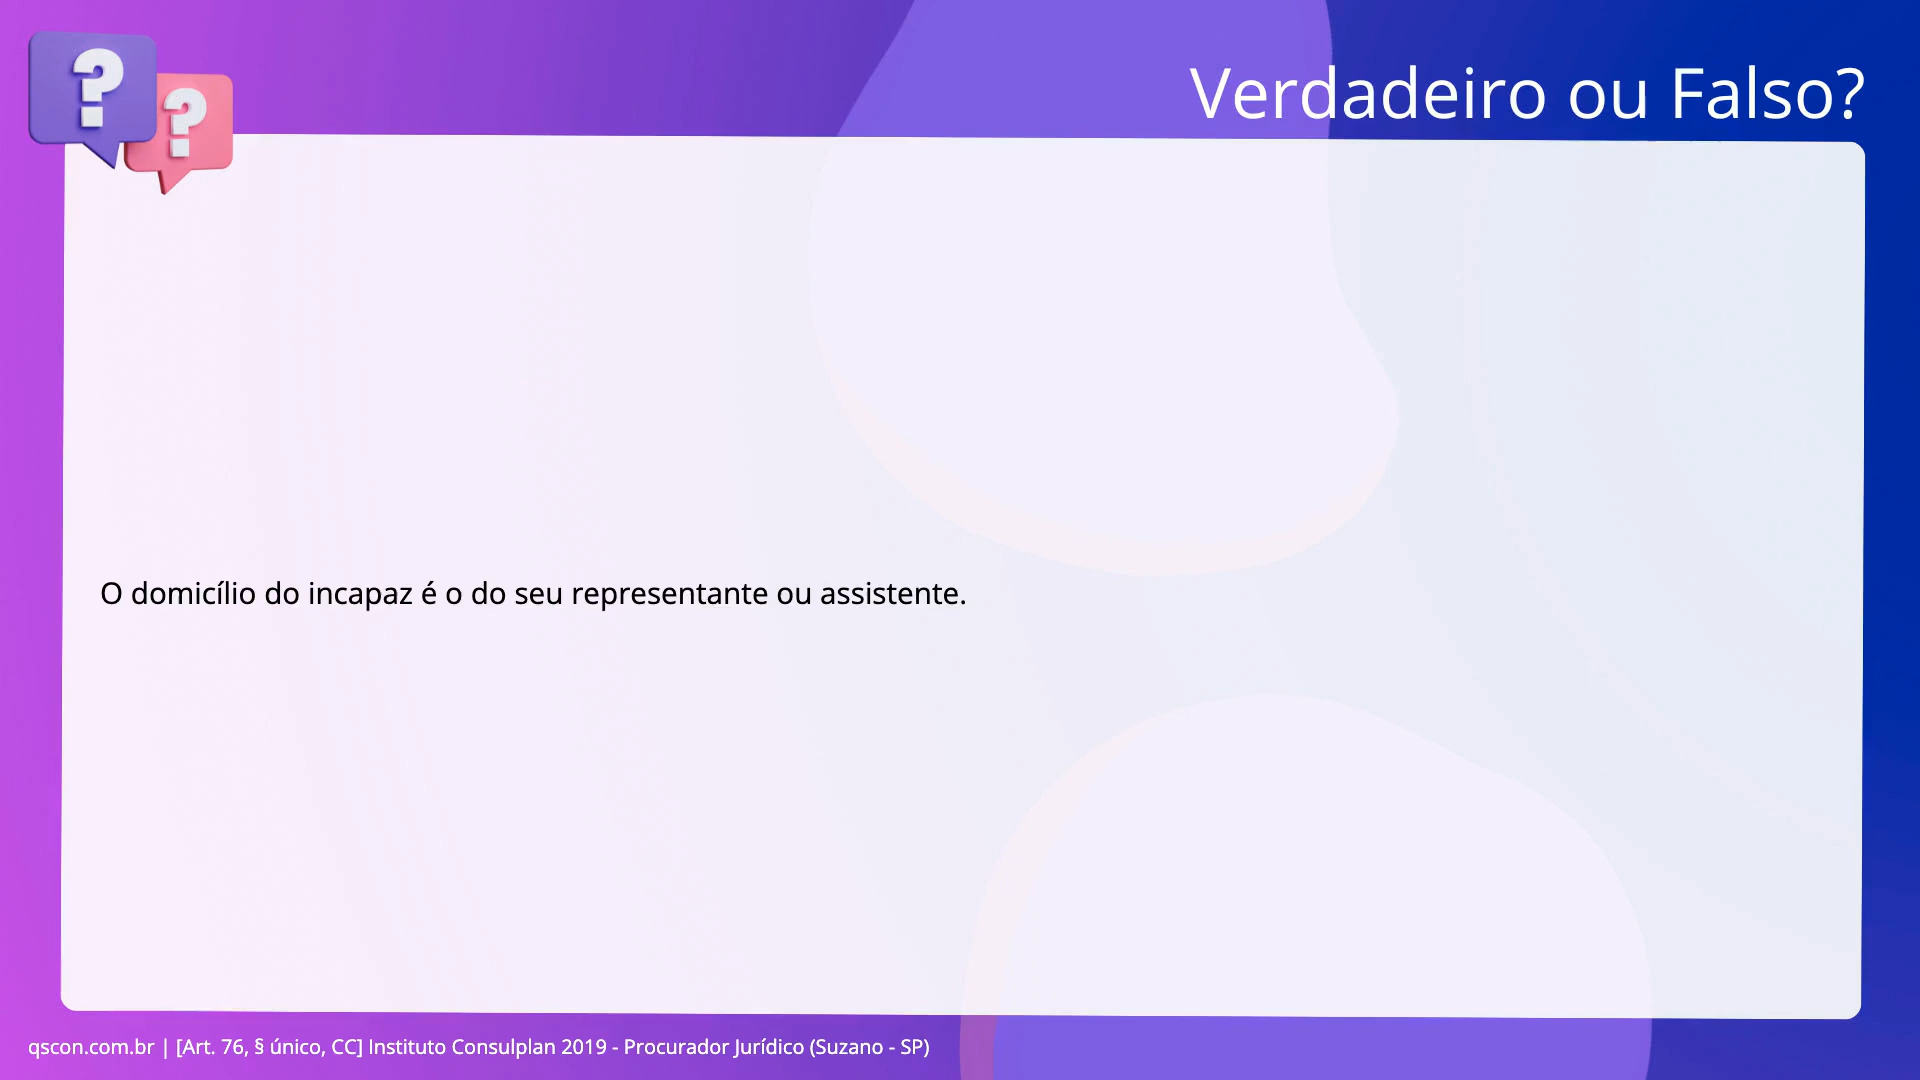 Verdadeiro ou Falso?
O domicílio do incapaz é o do seu representante ou assistente.
qscon.com.br | [Art. 76, § único, CC] Instituto Consulplan 2019 - Procurador Jurídico (Suzano - SP)